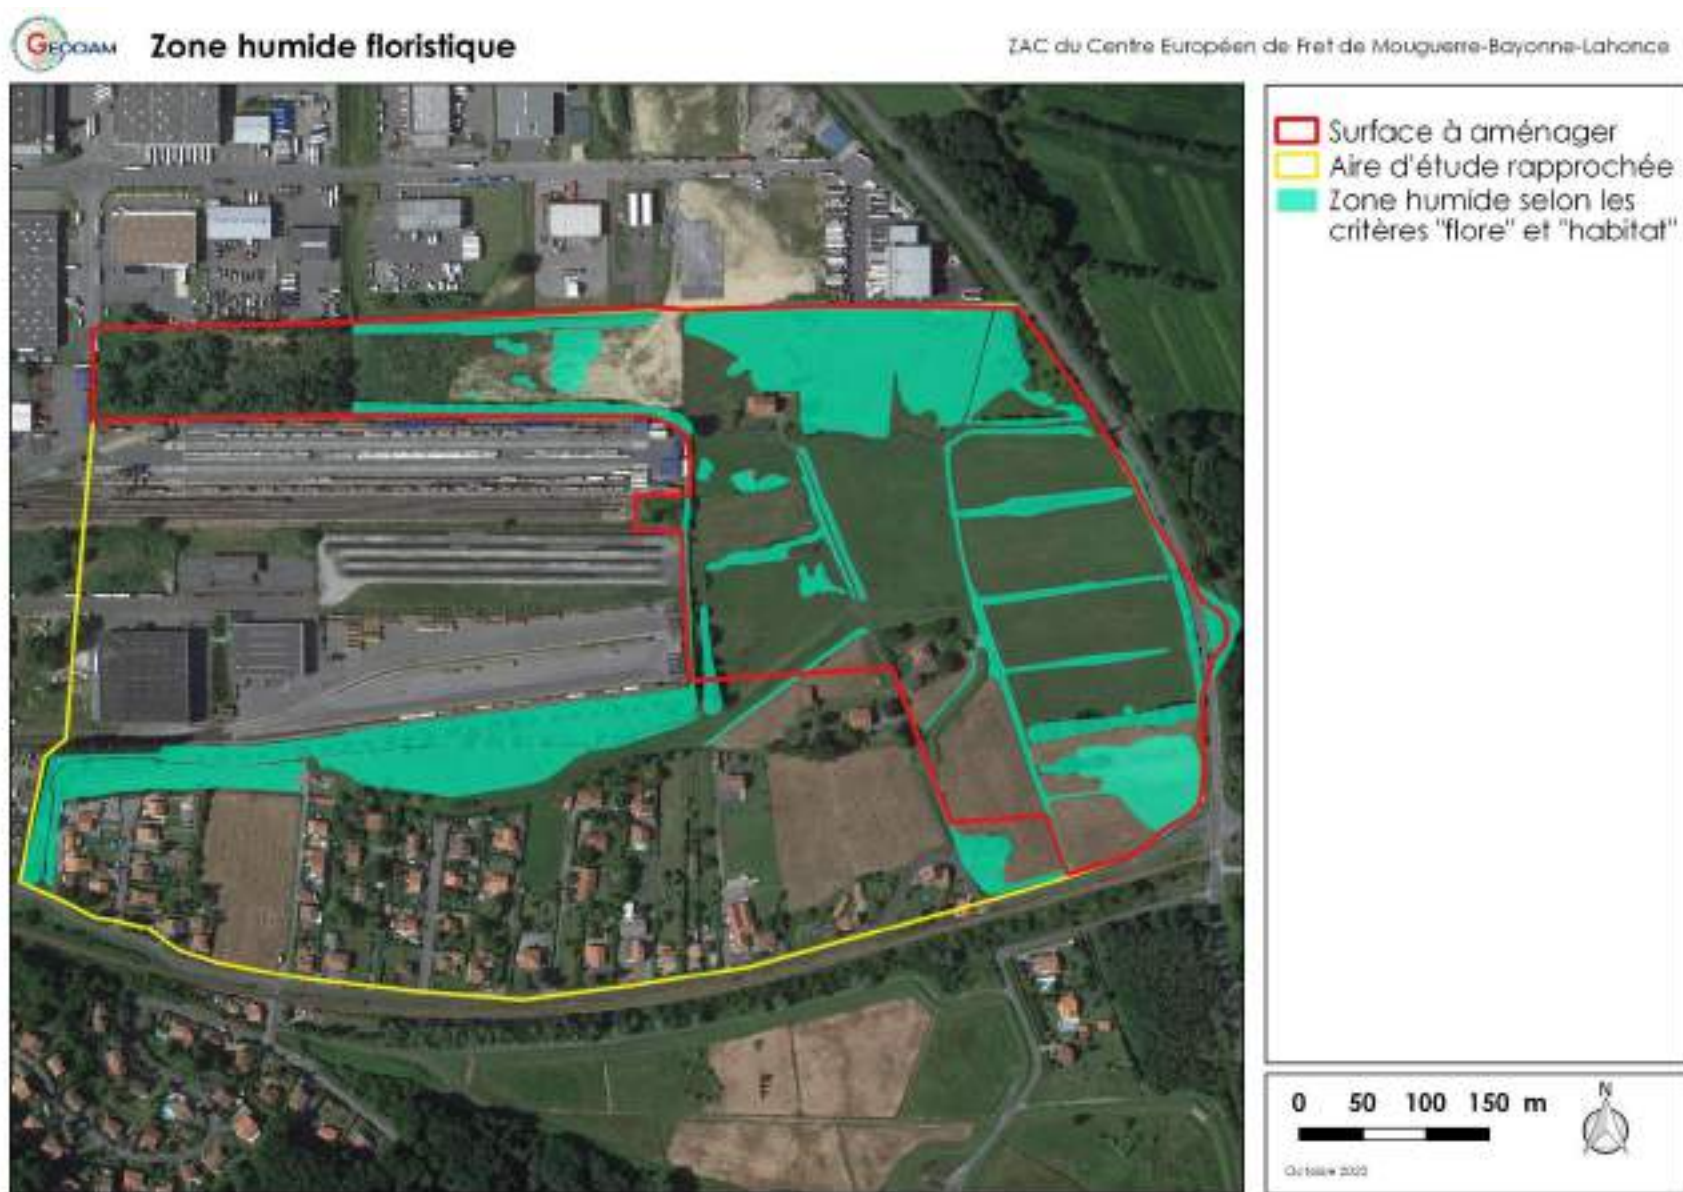 GEOCIAM
Zone humide floristique
ZAC du Centre Européen de Fret de Mouguerre-Bayonne-Lahonce
Surface à aménager
Aire d'étude rapprochée
Zone humide selon les
critères "flore" et "habitat"
N
0 50 100 150 m